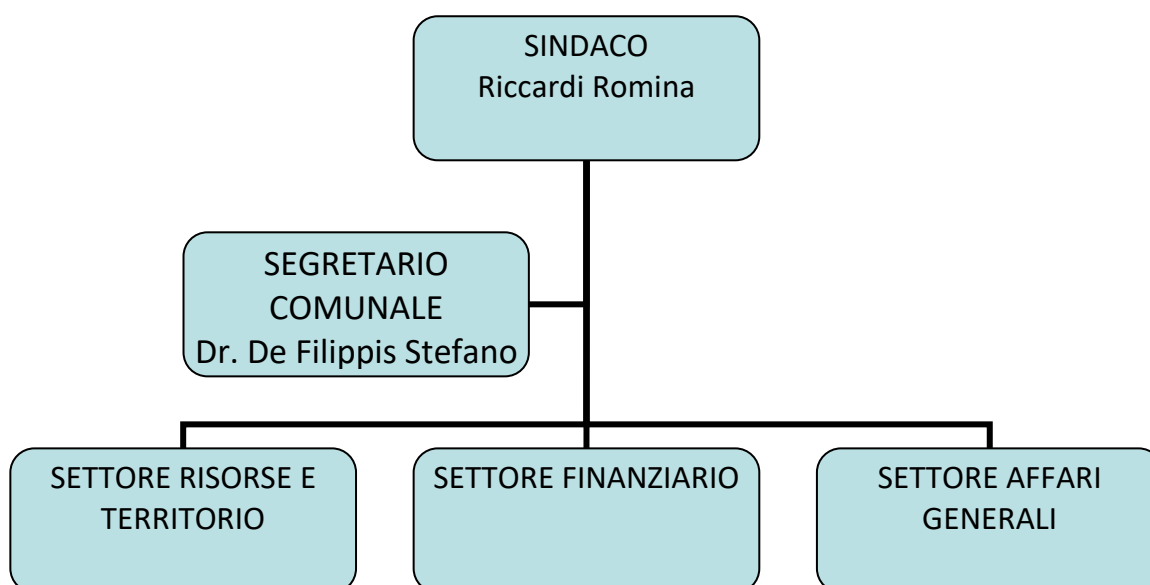 SINDACO
Riccardi Romina
SEGRETARIO
COMUNALE
Dr. De Filippis Stefano
SETTORE RISORSE E
TERRITORIO
SETTORE FINANZIARIO
SETTORE AFFARI
GENERALI